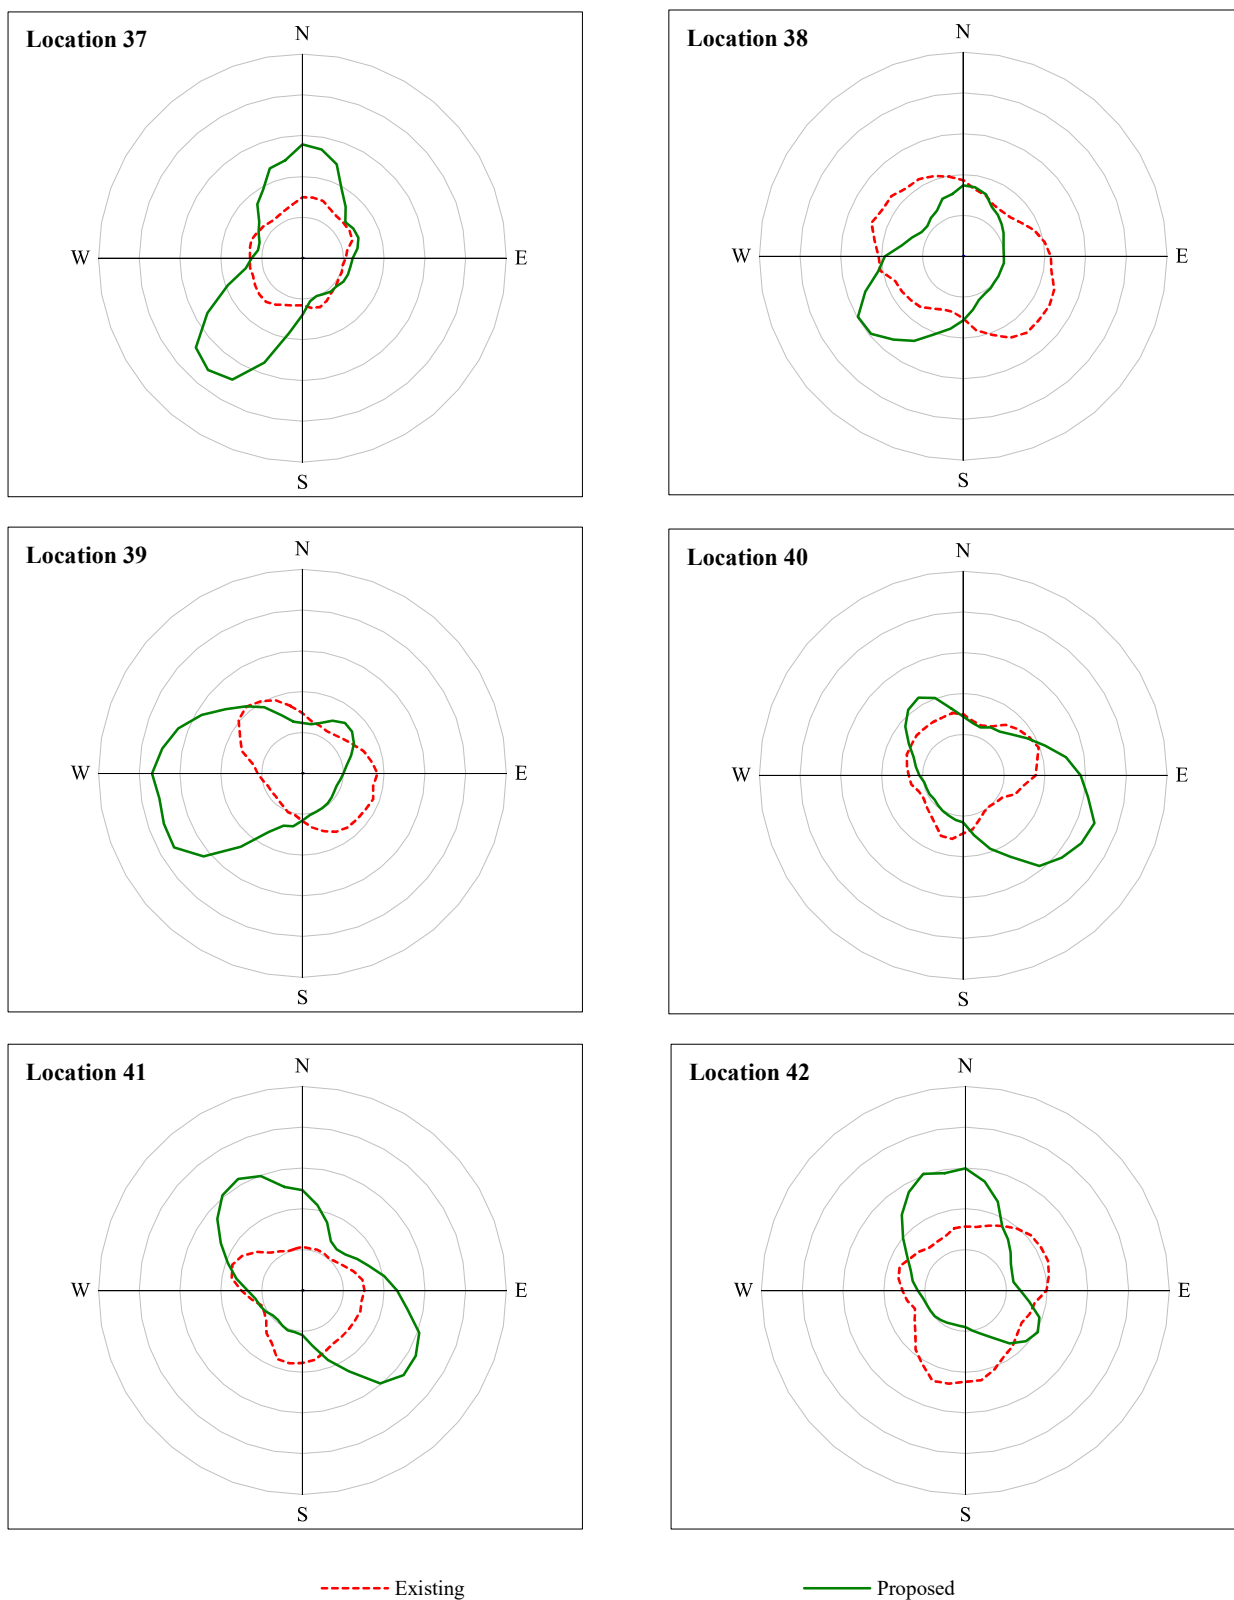 Location 37
N
W
E
S
Location 38
N
W
E
S
Location 39
N
W
E
S
Location 40
N
W
E
S
Location 41
N
W
E
S
Location 42
N
W
E
S
Existing
Proposed